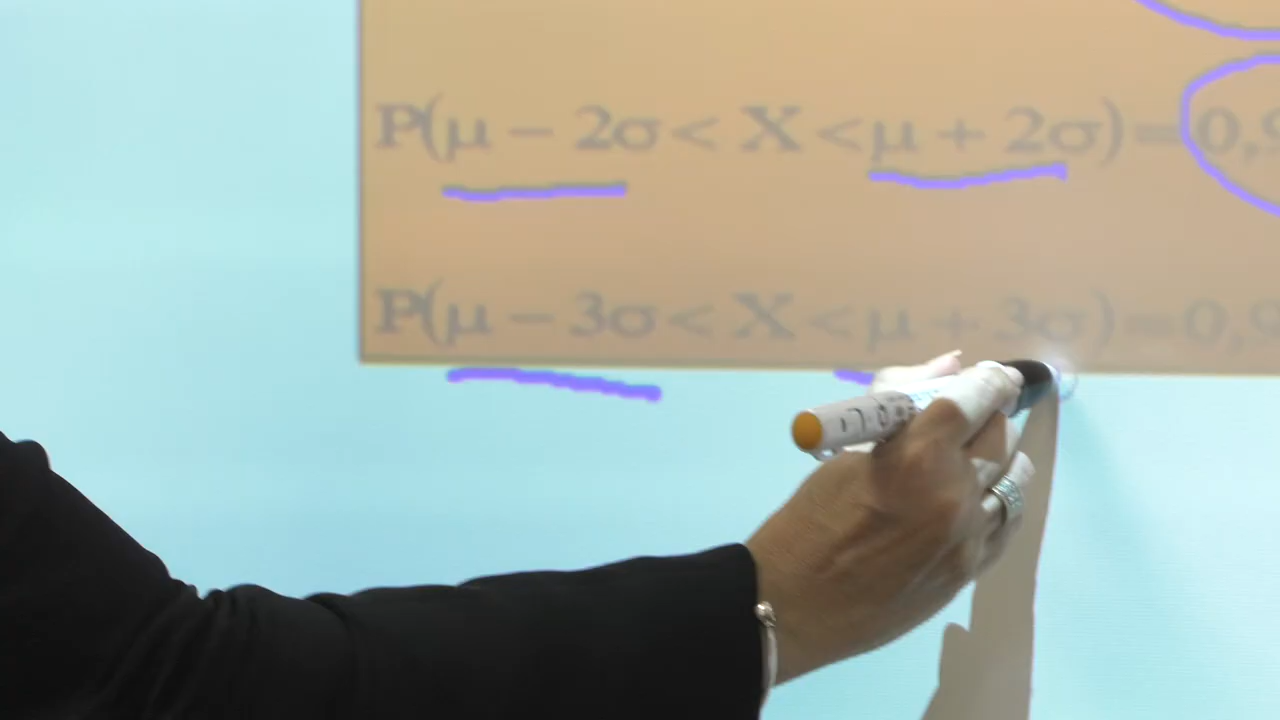 P(μ − 2σ < X < μ + 2σ) = 0,9
P(μ − 3σ < X < μ + 3σ) = 0,9